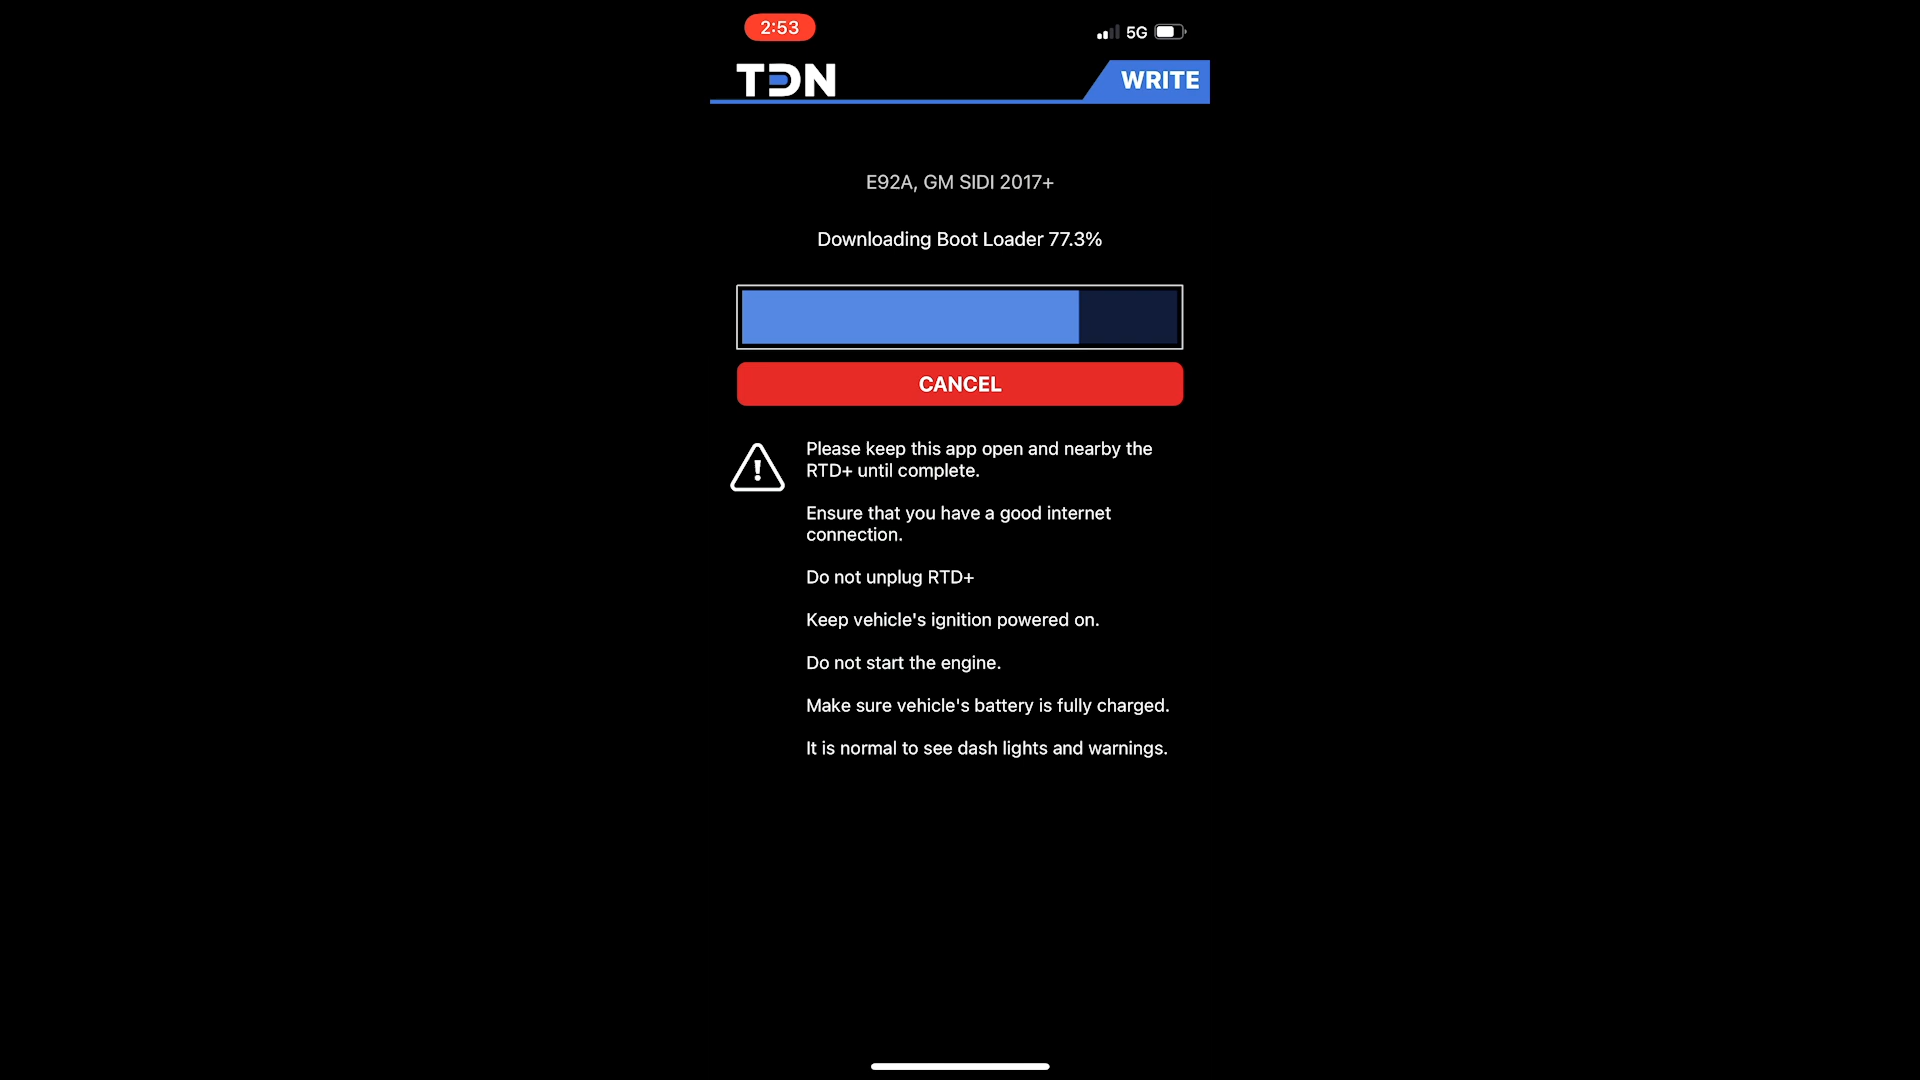 2:53
5G
TDN
WRITE
E92A, GM SIDI 2017+
Downloading Boot Loader 77.3%
CANCEL
Please keep this app open and nearby the
RTD+ until complete.
Ensure that you have a good internet
connection.
Do not unplug RTD+
Keep vehicle's ignition powered on.
Do not start the engine.
Make sure vehicle's battery is fully charged.
It is normal to see dash lights and warnings.